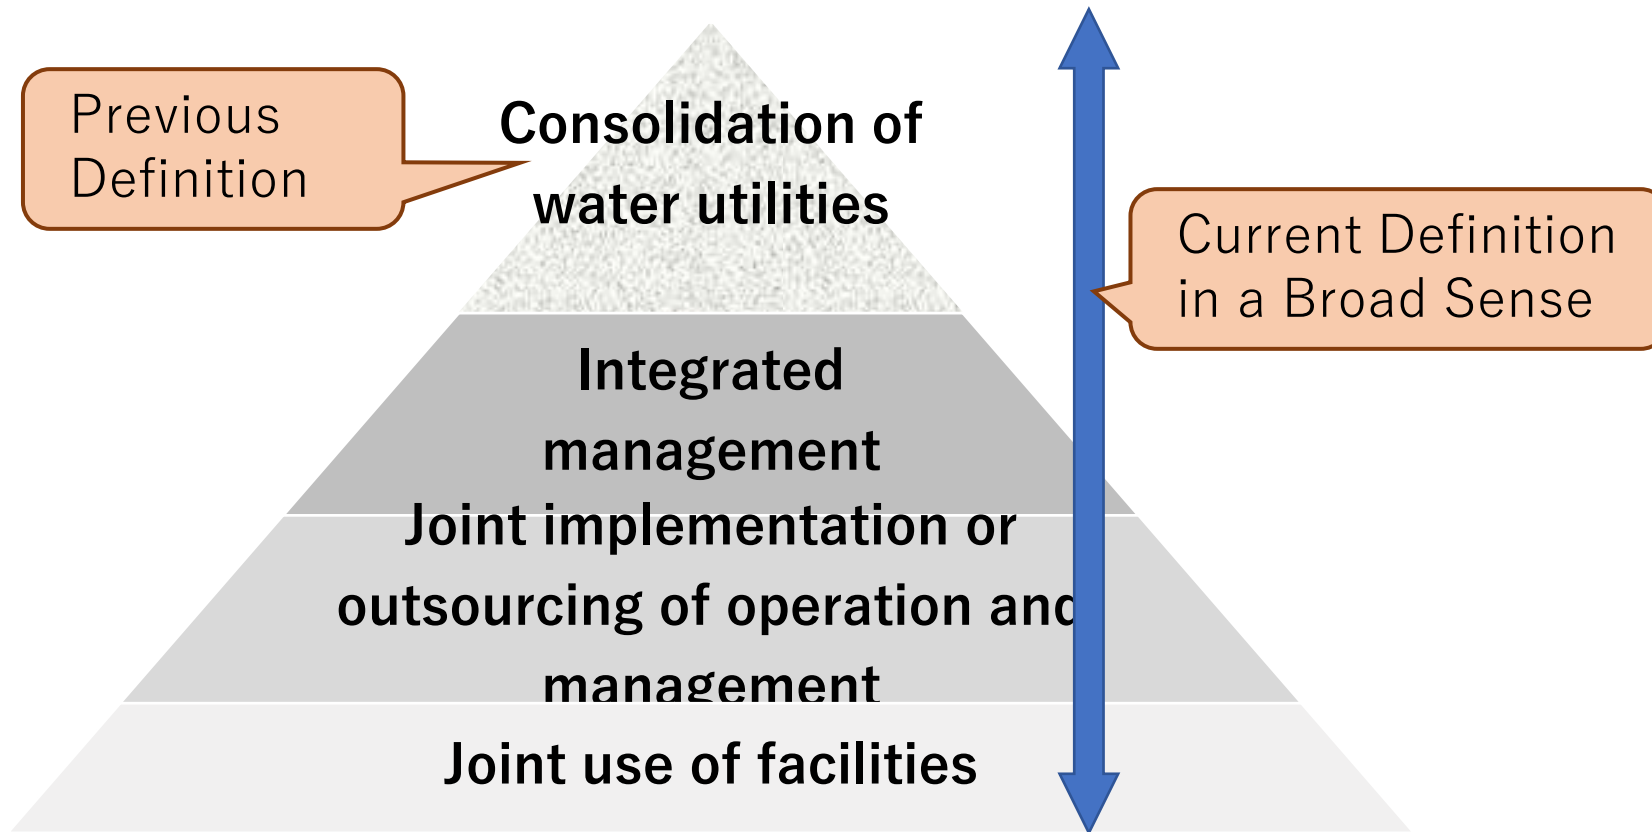 Previous
Definition
Consolidation of
water utilities
Current Definition
in a Broad Sense
Integrated
management
Joint implementation or
outsourcing of operation and
management
Joint use of facilities